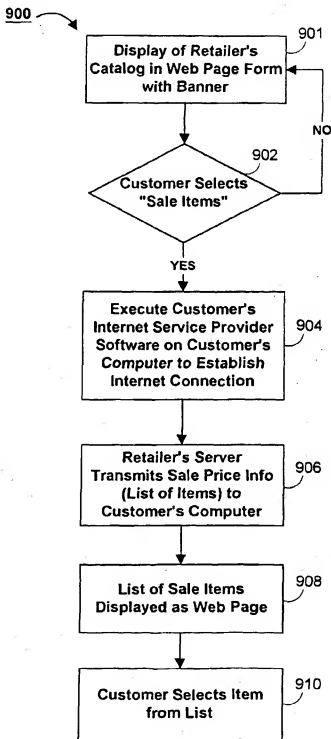 900
901
Display of Retailer's
Catalog in Web Page Form
with Banner
NO
902
Customer Selects
"Sale Items"
YES
Execute Customer's
Internet Service Provider
Software on Customer's
Computer to Establish
Internet Connection
904
Retailer's Server
Transmits Sale Price Info
(List of Items) to
Customer's Computer
906
List of Sale Items
Displayed as Web Page
908
Customer Selects Item
from List
910